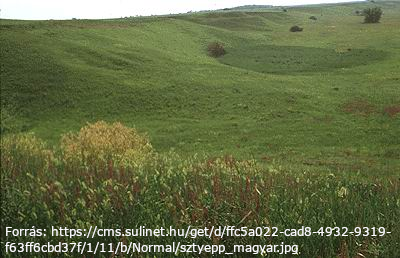 Forrás: https://cms.sulinet.hu/get/d/ffc5a022-cad8-4932-9319-
f63ff6cbd37f/1/11/b/Normal/sztyepp_magyar.jpg